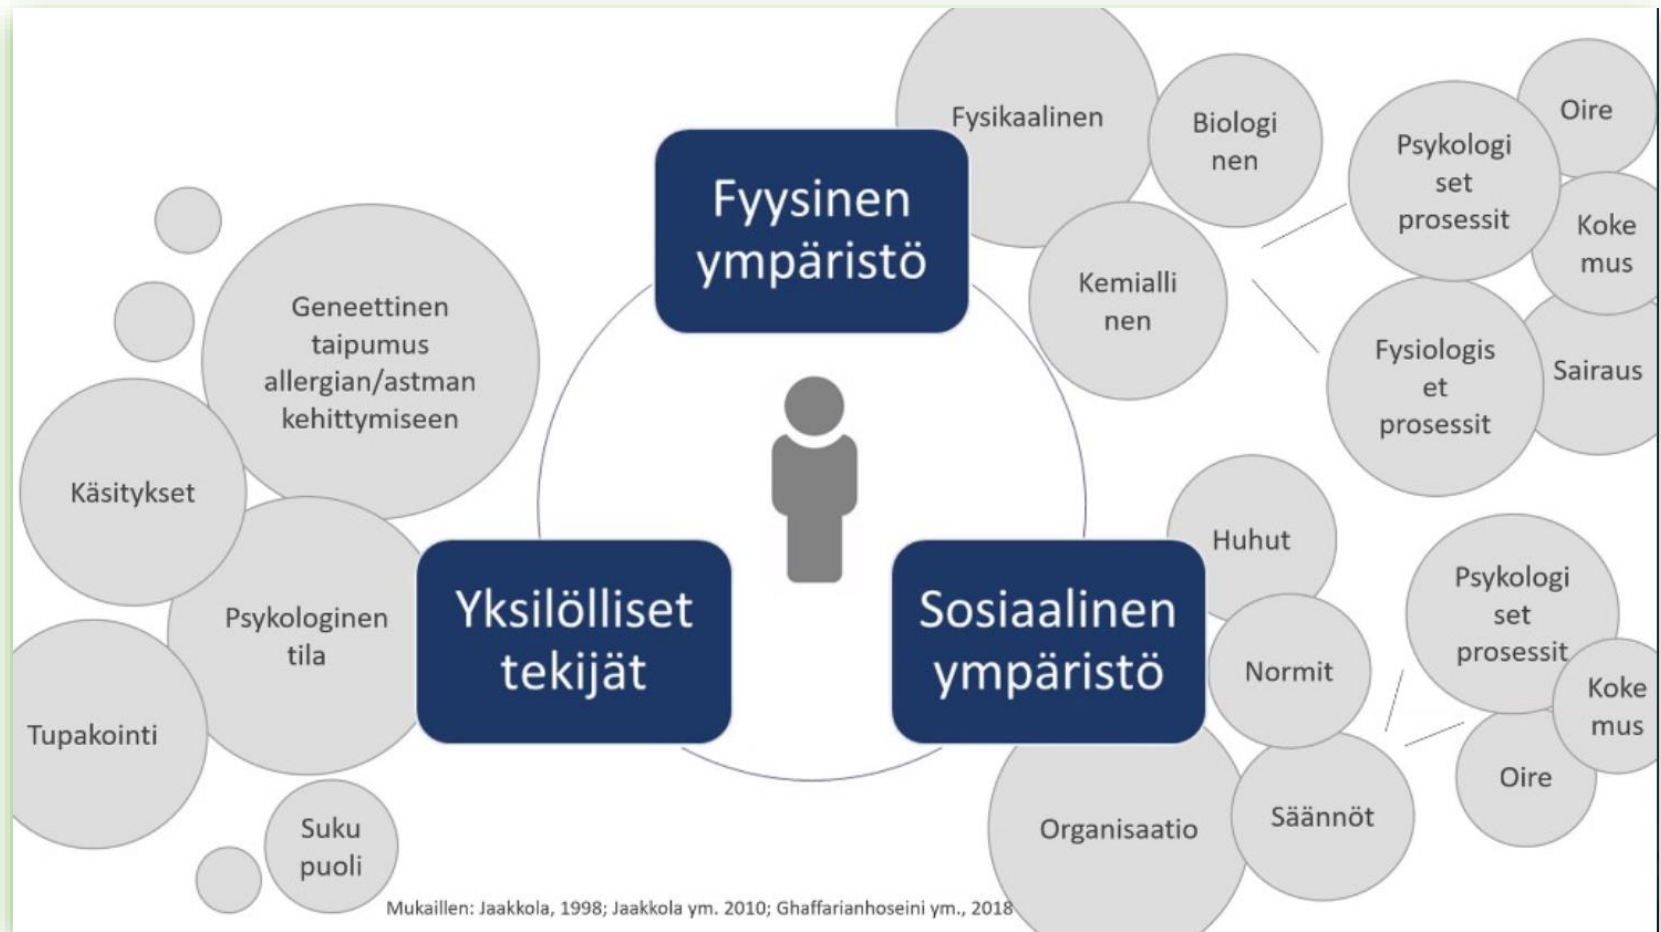 Fysikaalinen
Biologi
nen
Kemialli
nen
Psykologi
set
prosessit
Oire
Koke
mus
Fysiologis
et
prosessit
Sairaus
Fyysinen
ympäristö
Geneettinen
taipumus
allergian/astman
kehittymiseen
Käsitykset
Psykologinen
tila
Tupakointi
Suku
puoli
Yksilölliset
tekijät
Sosiaalinen
ympäristö
Huhut
Normit
Organisaatio
Säännöt
Psykologi
set
prosessit
Koke
mus
Oire
Mukaillen: Jaakkola, 1998; Jaakkola ym. 2010; Ghaffarianhoseini ym., 2018